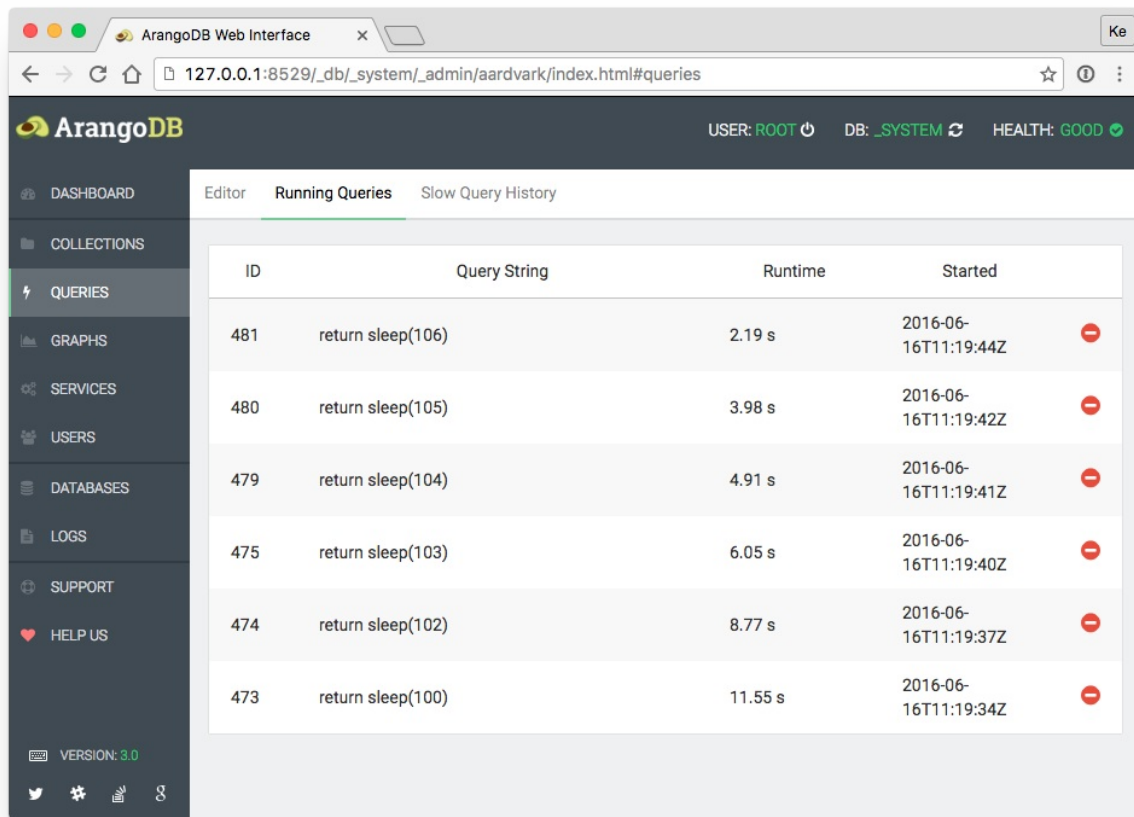 ArangoDB Web Interface
Ke
127.0.0.1:8529/_db/_system/_admin/aardvark/index.html#queries
ArangoDB
USER: ROOT DB: _SYSTEM HEALTH: GOOD
DASHBOARD
COLLECTIONS
QUERIES
GRAPHS
SERVICES
USERS
DATABASES
LOGS
SUPPORT
HELP US
VERSION: 3.0
Editor Running Queries Slow Query History
ID Query String Runtime Started
481 return sleep(106) 2.19 s 2016-06-
16T11:19:44Z
480 return sleep(105) 3.98 s 2016-06-
16T11:19:42Z
479 return sleep(104) 4.91 s 2016-06-
16T11:19:41Z
475 return sleep(103) 6.05 s 2016-06-
16T11:19:40Z
474 return sleep(102) 8.77 s 2016-06-
16T11:19:37Z
473 return sleep(100) 11.55 s 2016-06-
16T11:19:34Z